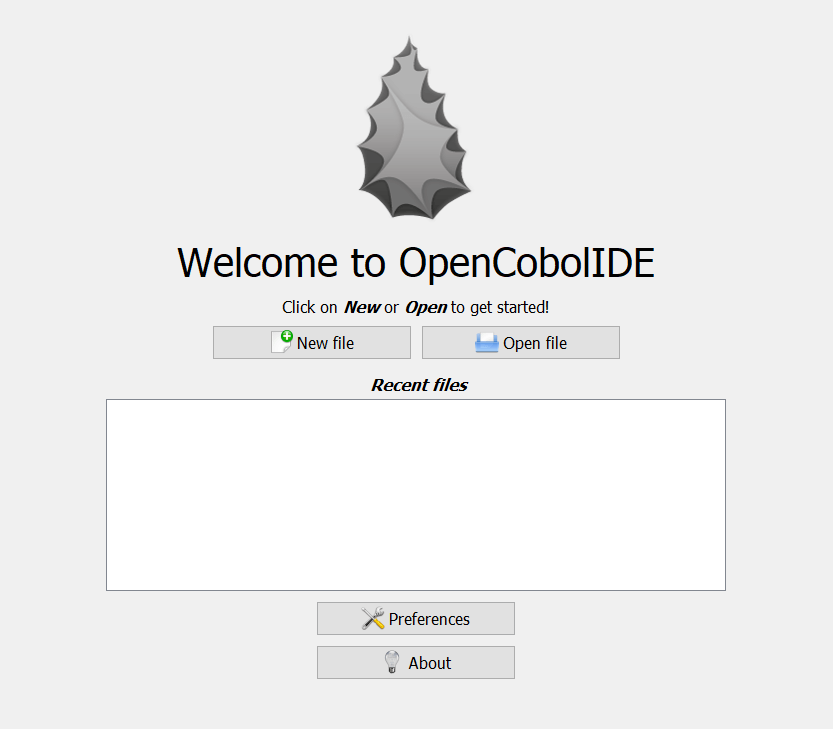 Welcome to OpenCobolIDE
Click on New or Open to get started!
New file
Open file
Recent files
Preferences
About